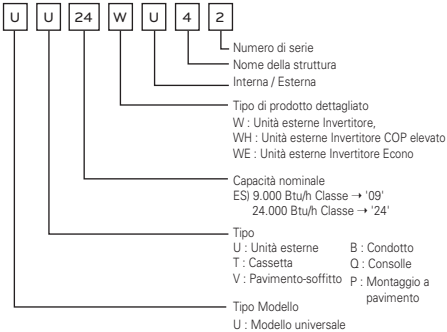 U U 24 W U 4 2
Numero di serie
Nome della struttura
Interna / Esterna
Tipo di prodotto dettagliato
W : Unità esterne Invertitore,
WH : Unità esterne Invertitore COP elevato
WE : Unità esterne Invertitore Econo
Capacità nominale
ES) 9.000 Btu/h Classe ➝ '09'
24.000 Btu/h Classe ➝ '24'
Tipo
U : Unità esterne B : Condotto
T : Cassetta Q : Consolle
V : Pavimento-soffitto P : Montaggio a
pavimento
Tipo Modello
U : Modello universale